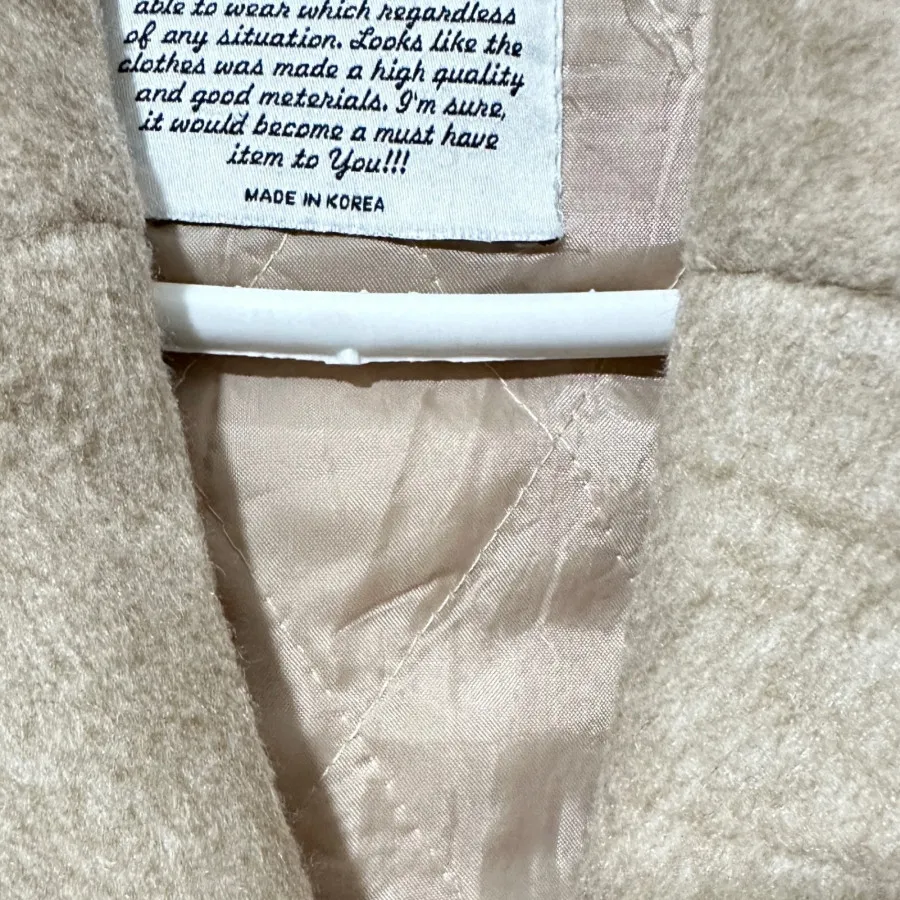 able to wear which regardless
of any situation. Looks like the
clothes was made a high quality
and good meterials. I'm sure,
it would become a must have
item to You!!!
MADE IN KOREA